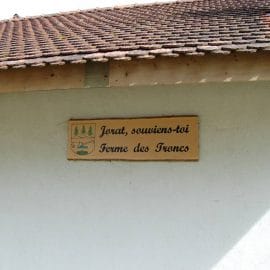 Jorat, souviens-toi
Ferme des Troncs